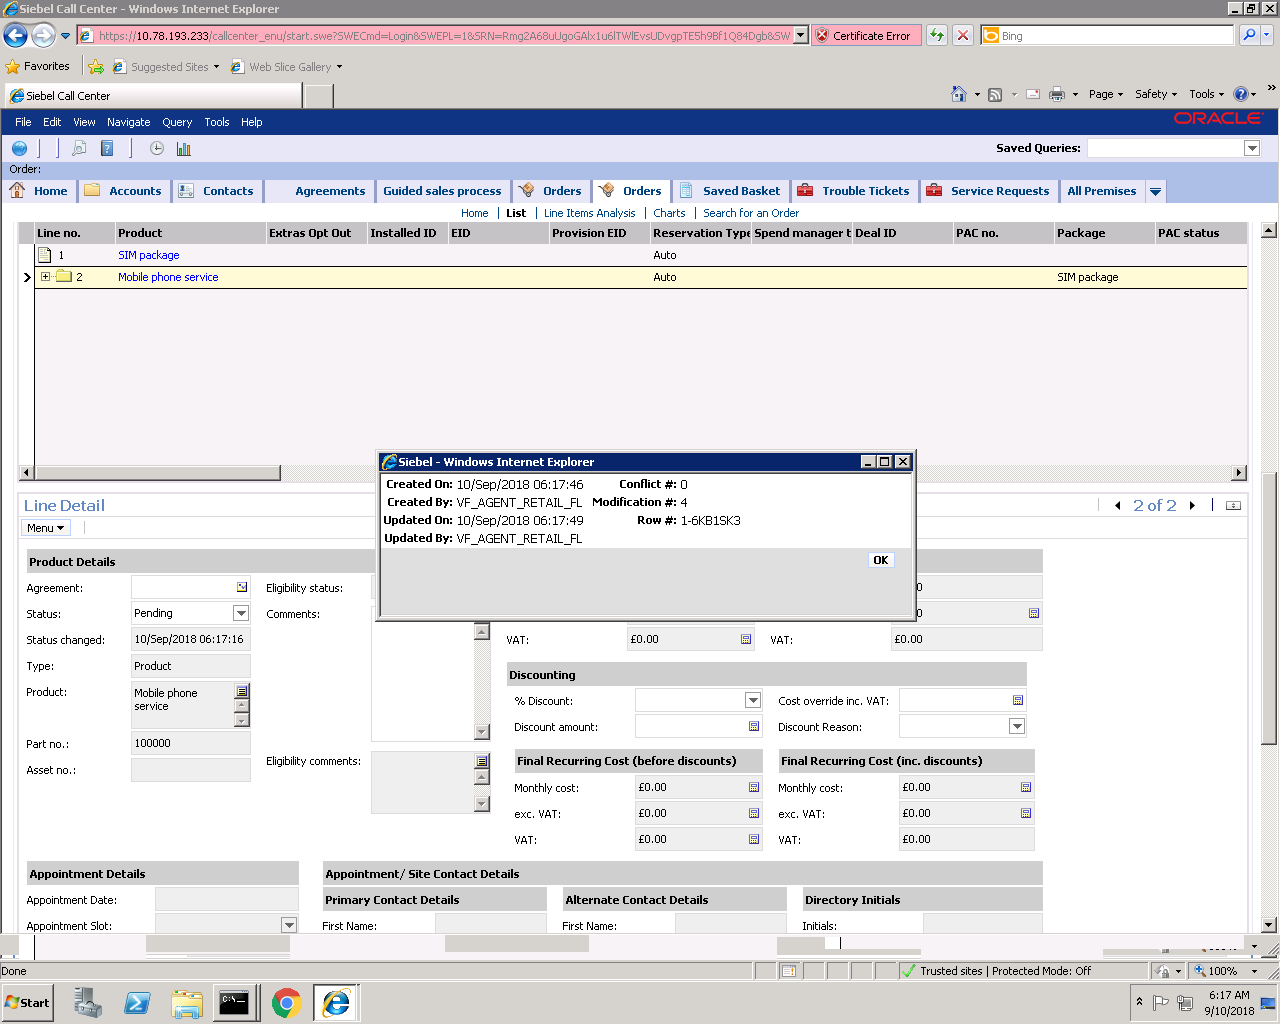 Siebel Call Center - Windows Internet Explorer
https://10.78.193.233/callcenter_enu/start.swe?SWECmd=Login&SWEPL=1&SRN=
Certificate Error
Bing
Favorites
Suggested Sites
Web Slice Gallery
Siebel Call Center
Page
Safety
Tools
File Edit View Navigate Query Tools Help
ORACLE
Saved Queries:
Order:
Home Accounts Contacts Agreements Guided sales process Orders Orders Saved Basket Trouble Tickets Service Requests All Premises
Home | List | Line Items Analysis | Charts | Search for an Order
Line no. Product Extras Opt Out Installed ID EID Provision EID Reservation Type Spend manager t Deal ID PAC no. Package PAC status
1 SIM package Auto
2 Mobile phone service Auto SIM package
Siebel - Windows Internet Explorer
Created On: 10/Sep/2018 06:17:46 Conflict #: 0
Created By: VF_AGENT_RETAIL_FL Modification #: 4
Updated On: 10/Sep/2018 06:17:49 Row #: 1-6KB1SK3
Updated By: VF_AGENT_RETAIL_FL
OK
Line Detail
2 of 2
Menu
Product Details
Agreement:
Eligibility status:
Status: Pending
Comments:
Status changed: 10/Sep/2018 06:17:16
VAT: £0.00
VAT: £0.00
Type: Product
Product: Mobile phone
service
Part no.: 100000
Asset no.:
Eligibility comments:
Discounting
% Discount:
Cost override inc. VAT:
Discount amount:
Discount Reason:
Final Recurring Cost (before discounts)
Final Recurring Cost (inc. discounts)
Monthly cost: £0.00
Monthly cost: £0.00
exc. VAT: £0.00
exc. VAT: £0.00
VAT: £0.00
VAT: £0.00
Appointment Details
Appointment/ Site Contact Details
Appointment Date:
Primary Contact Details
Alternate Contact Details
Directory Initials
Appointment Slot:
First Name:
First Name:
Initials:
Done
Trusted sites | Protected Mode: Off
100%
Start
6:17 AM
9/10/2018